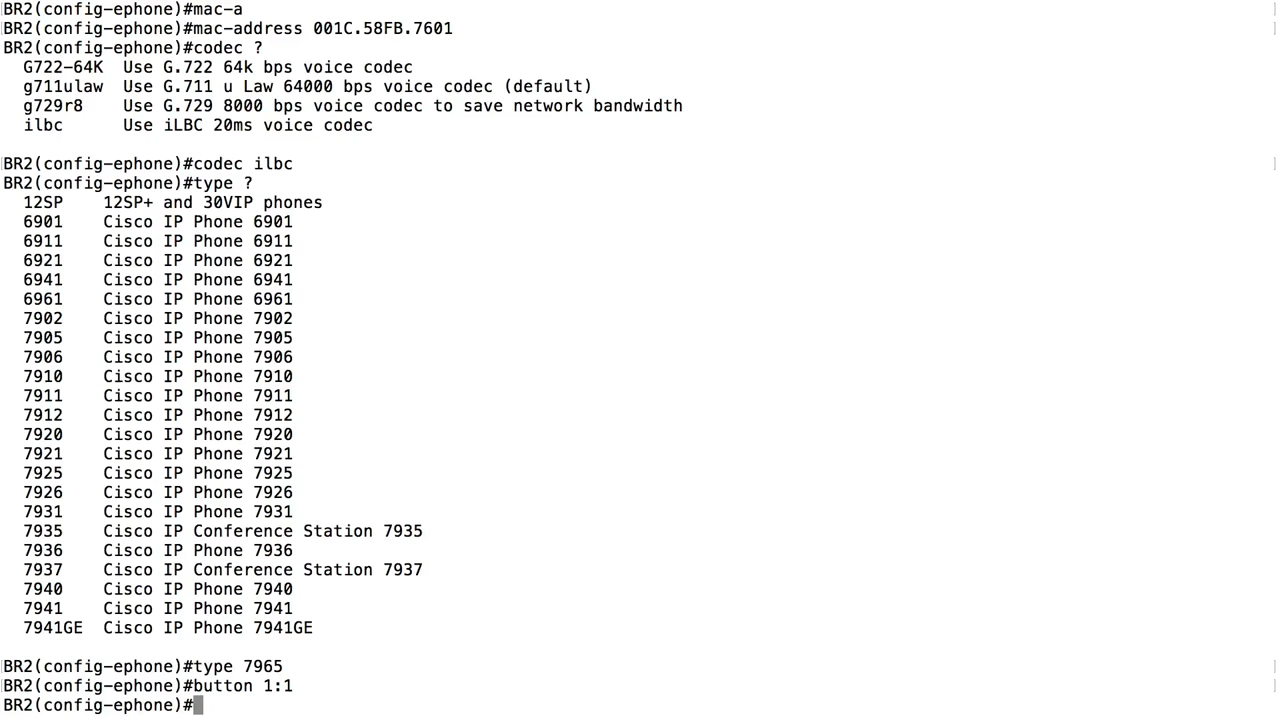 BR2(config-ephone)#mac-a
BR2(config-ephone)#mac-address 001C.58FB.7601
BR2(config-ephone)#codec ?
  G722-64K  Use G.722 64k bps voice codec
  g711ulaw  Use G.711 u Law 64000 bps voice codec (default)
  g729r8    Use G.729 8000 bps voice codec to save network bandwidth
  ilbc      Use iLBC 20ms voice codec
BR2(config-ephone)#codec ilbc
BR2(config-ephone)#type ?
  12SP    12SP+ and 30VIP phones
  6901    Cisco IP Phone 6901
  6911    Cisco IP Phone 6911
  6921    Cisco IP Phone 6921
  6941    Cisco IP Phone 6941
  6961    Cisco IP Phone 6961
  7902    Cisco IP Phone 7902
  7905    Cisco IP Phone 7905
  7906    Cisco IP Phone 7906
  7910    Cisco IP Phone 7910
  7911    Cisco IP Phone 7911
  7912    Cisco IP Phone 7912
  7920    Cisco IP Phone 7920
  7921    Cisco IP Phone 7921
  7925    Cisco IP Phone 7925
  7926    Cisco IP Phone 7926
  7931    Cisco IP Phone 7931
  7935    Cisco IP Conference Station 7935
  7936    Cisco IP Phone 7936
  7937    Cisco IP Conference Station 7937
  7940    Cisco IP Phone 7940
  7941    Cisco IP Phone 7941
  7941GE  Cisco IP Phone 7941GE
BR2(config-ephone)#type 7965
BR2(config-ephone)#button 1:1
BR2(config-ephone)#